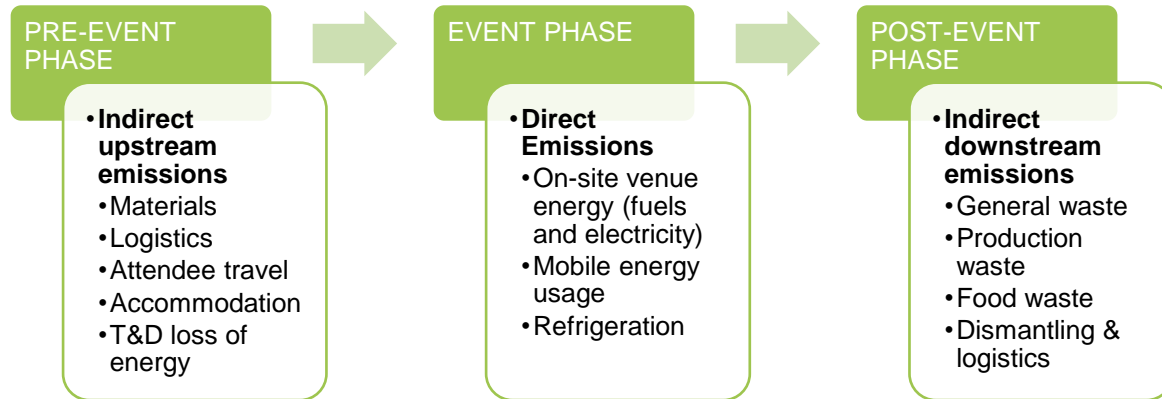 PRE-EVENT
PHASE
•Indirect
upstream
emissions
•Materials
•Logistics
•Attendee travel
•Accommodation
•T&D loss of
energy
EVENT PHASE
•Direct
Emissions
•On-site venue
energy (fuels
and electricity)
•Mobile energy
usage
•Refrigeration
POST-EVENT
PHASE
•Indirect
downstream
emissions
•General waste
•Production
waste
•Food waste
•Dismantling &
logistics